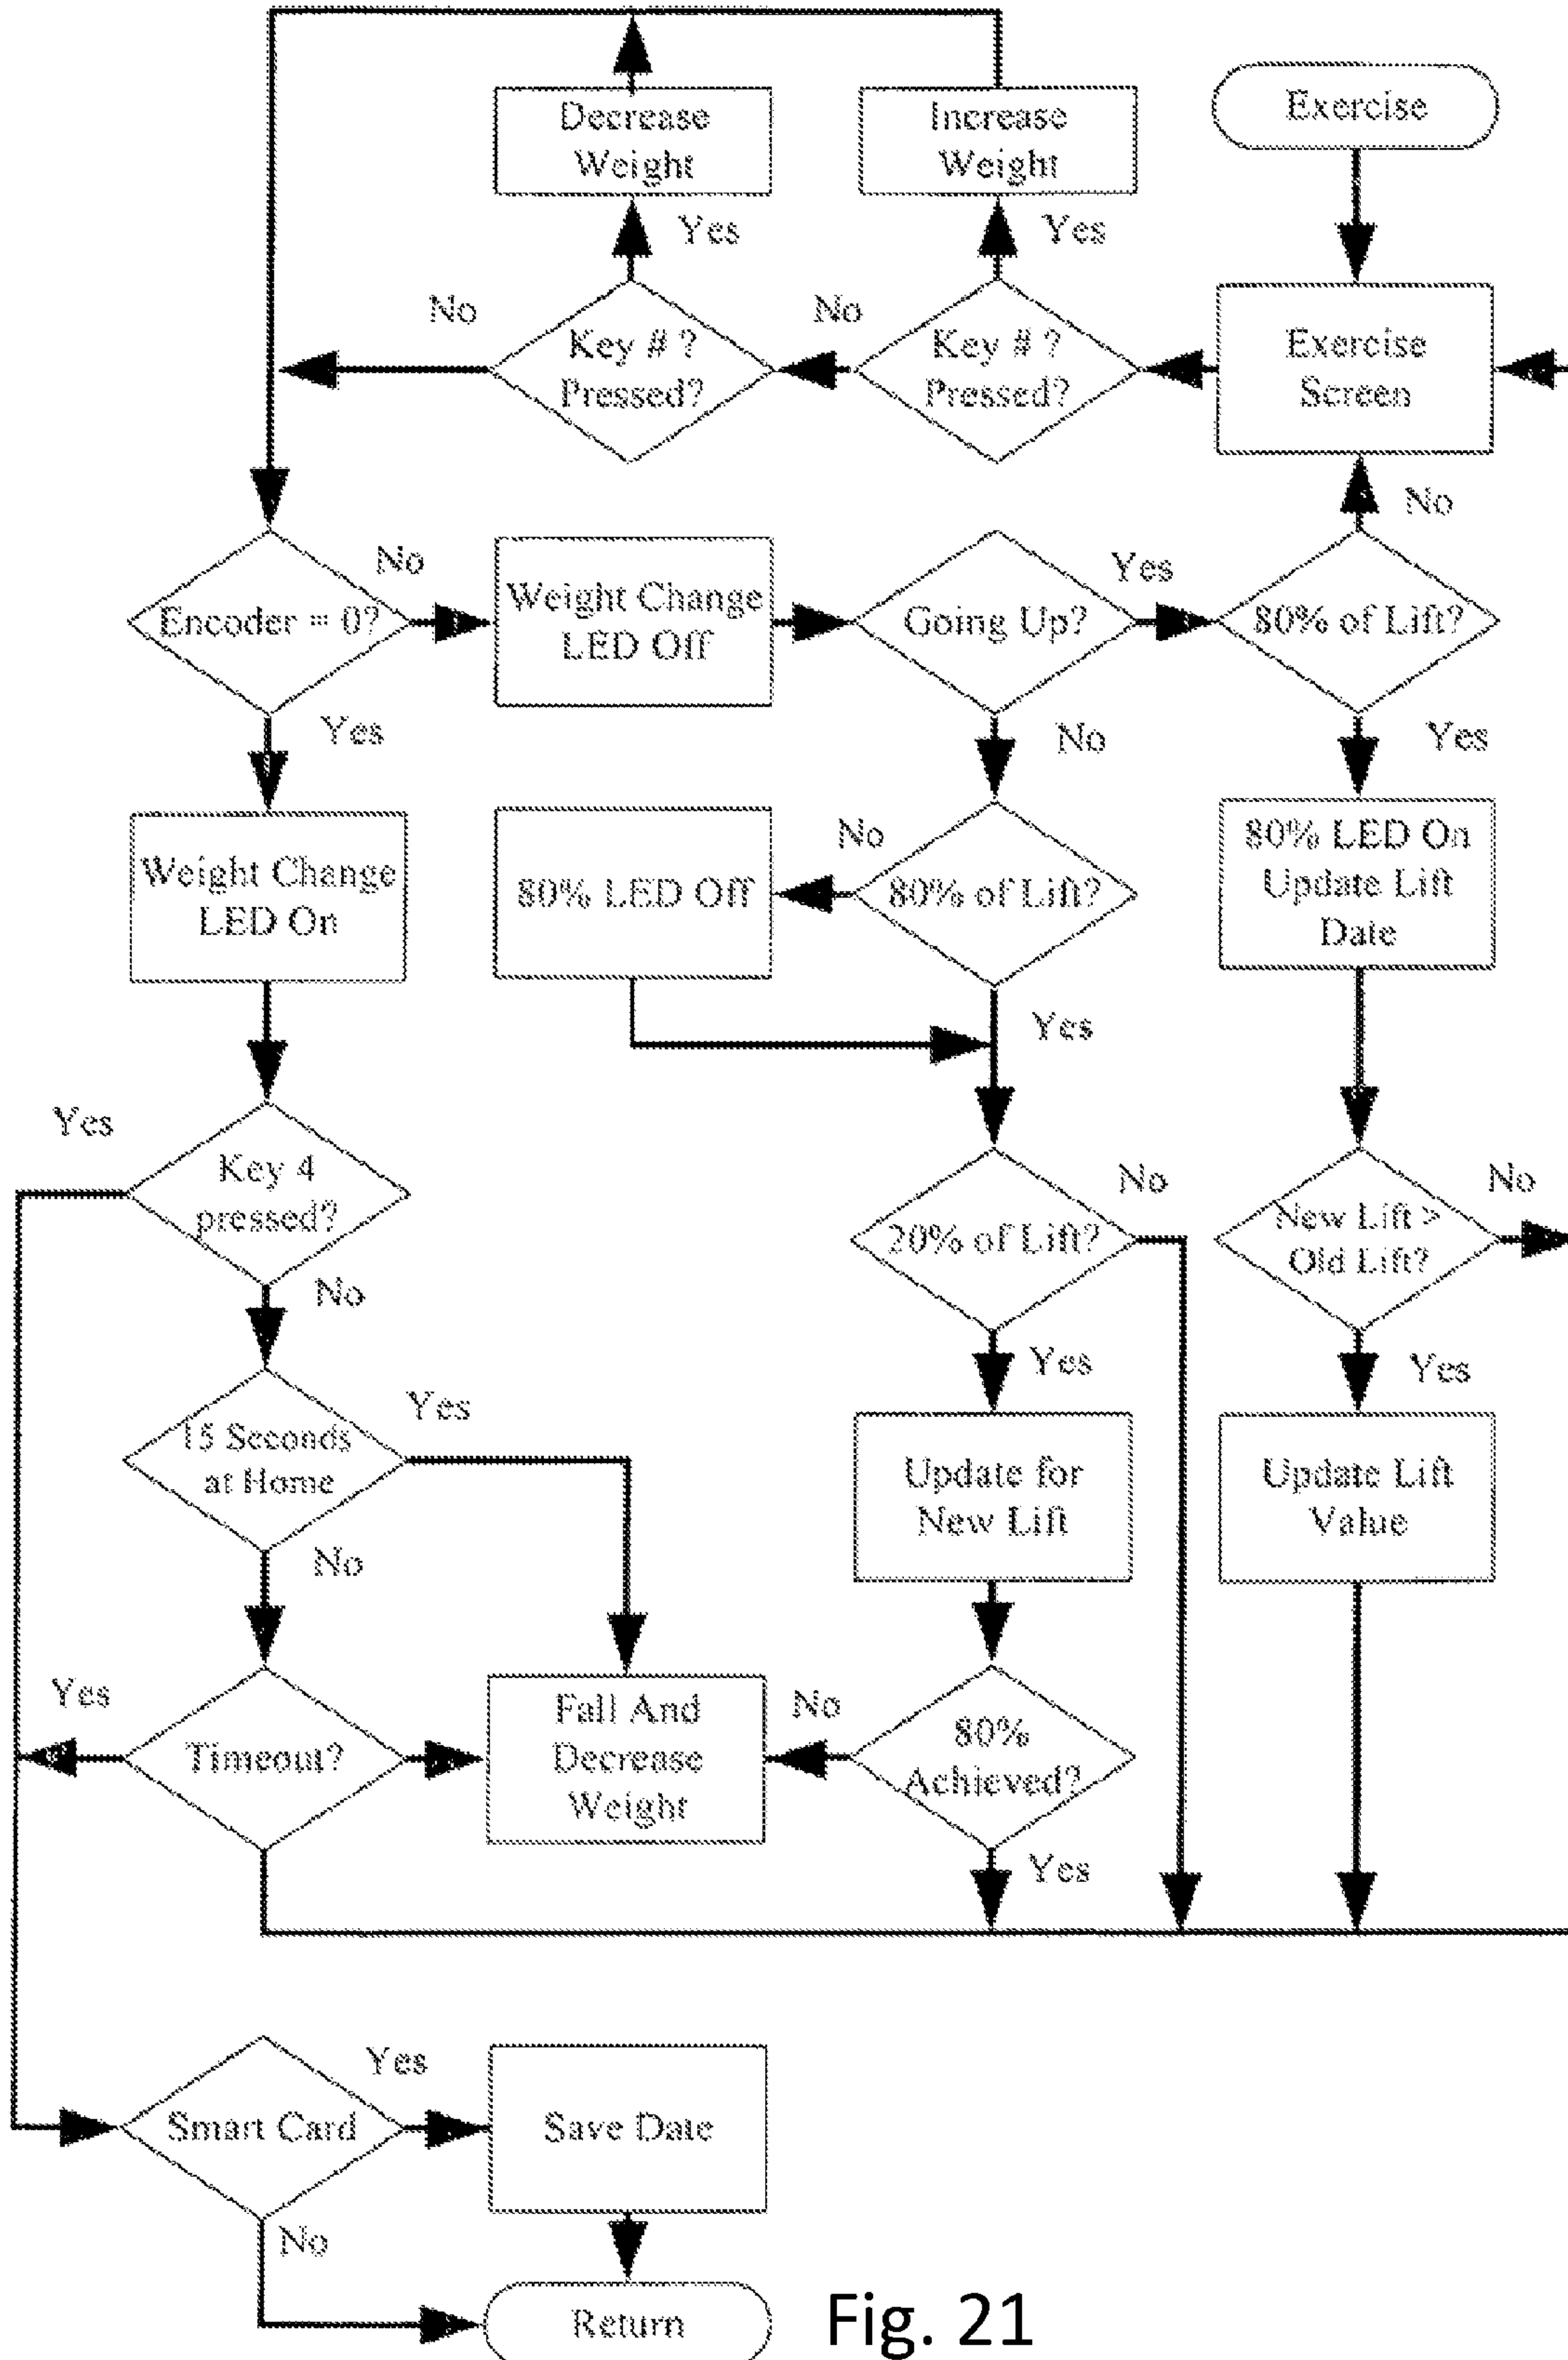 Decrease
Weight
Increase
Weight
Exercise
Yes
Yes
No
Key # ?
Pressed?
No
Key # ?
Pressed?
Exercise
Screen
No
Encoder = 0?
No
Weight Change
LED Off
Going Up?
Yes
80% of Lift?
Yes
No
Yes
Weight Change
LED On
80% LED Off
No
80% of Lift?
80% LED On
Update Lift
Date
Yes
Yes
Key 4
pressed?
No
20% of Lift?
No
New Lift >
Old Lift?
No
Yes
Yes
15 Seconds
at Home
Yes
Update for
New Lift
Update Lift
Value
No
Yes
Timeout?
Fall And
Decrease
Weight
No
80%
Achieved?
Yes
Smart Card
Yes
Save Date
No
Return
Fig. 21